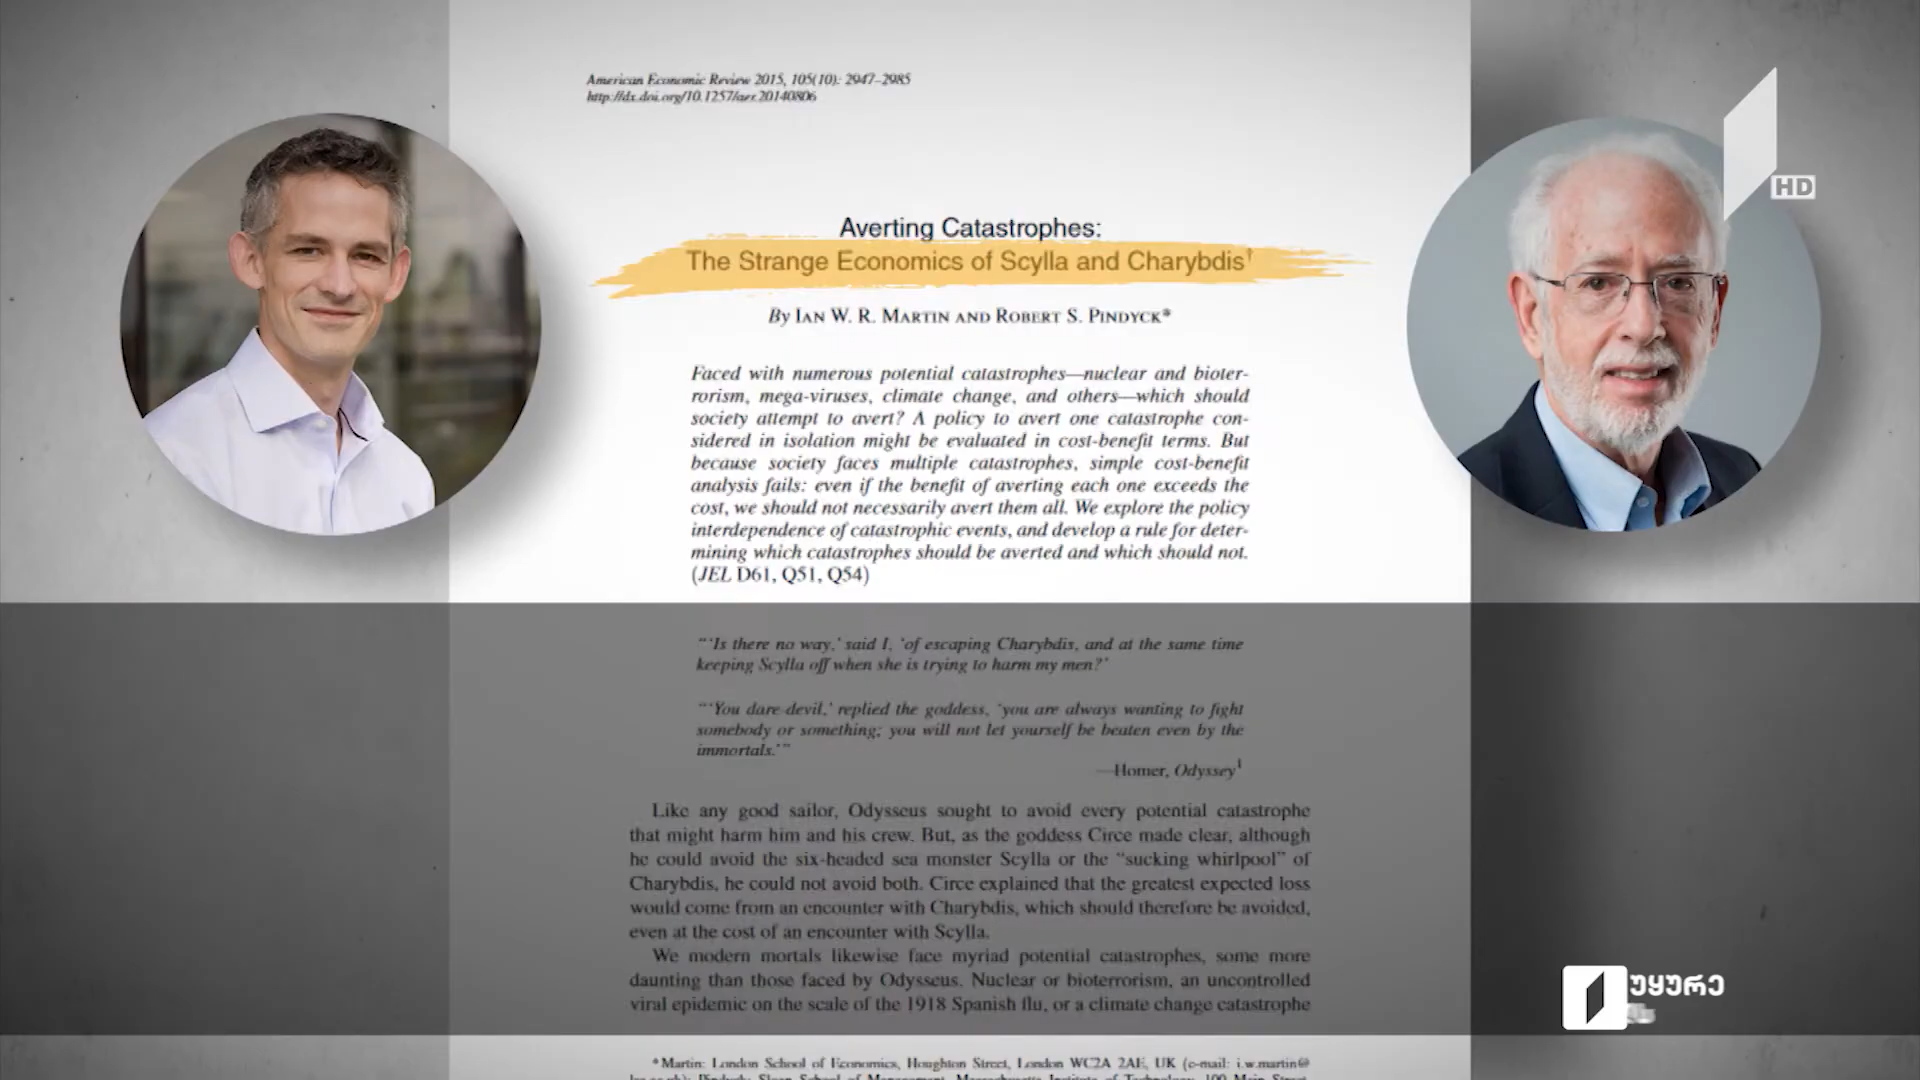 American Economic Review 2015, 105(10): 2947–2985
http://dx.doi.org/10.1257/aer.20140806
HD
Averting Catastrophes:
The Strange Economics of Scylla and Charybdis†
By Ian W. R. Martin and Robert S. Pindyck*
Faced with numerous potential catastrophes—nuclear and bioter-
rorism, mega-viruses, climate change, and others—which should
society attempt to avert? A policy to avert one catastrophe con-
sidered in isolation might be evaluated in cost-benefit terms. But
because society faces multiple catastrophes, simple cost-benefit
analysis fails: even if the benefit of averting each one exceeds the
cost, we should not necessarily avert them all. We explore the policy
interdependence of catastrophic events, and develop a rule for deter-
mining which catastrophes should be averted and which should not.
(JEL D61, Q51, Q54)
“‘Is there no way,’ said I, ‘of escaping Charybdis, and at the same time
keeping Scylla off when she is trying to harm my men?’
“‘You dare-devil,’ replied the goddess, ‘you are always wanting to fight
somebody or something; you will not let yourself be beaten even by the
immortals.’”
—Homer, Odyssey1
Like any good sailor, Odysseus sought to avoid every potential catastrophe
that might harm him and his crew. But, as the goddess Circe made clear, although
he could avoid the six-headed sea monster Scylla or the “sucking whirlpool” of
Charybdis, he could not avoid both. Circe explained that the greatest expected loss
would come from an encounter with Charybdis, which should therefore be avoided,
even at the cost of an encounter with Scylla.
We modern mortals likewise face myriad potential catastrophes, some more
daunting than those faced by Odysseus. Nuclear or bioterrorism, an uncontrolled
viral epidemic on the scale of the 1918 Spanish flu, or a climate change catastrophe
უყურე
*Martin: London School of Economics, Houghton Street, London WC2A 2AE, UK (e-mail: i.w.martin@
Sloan School of Management, Massachusetts Institute of Technology, 100 Main Street,